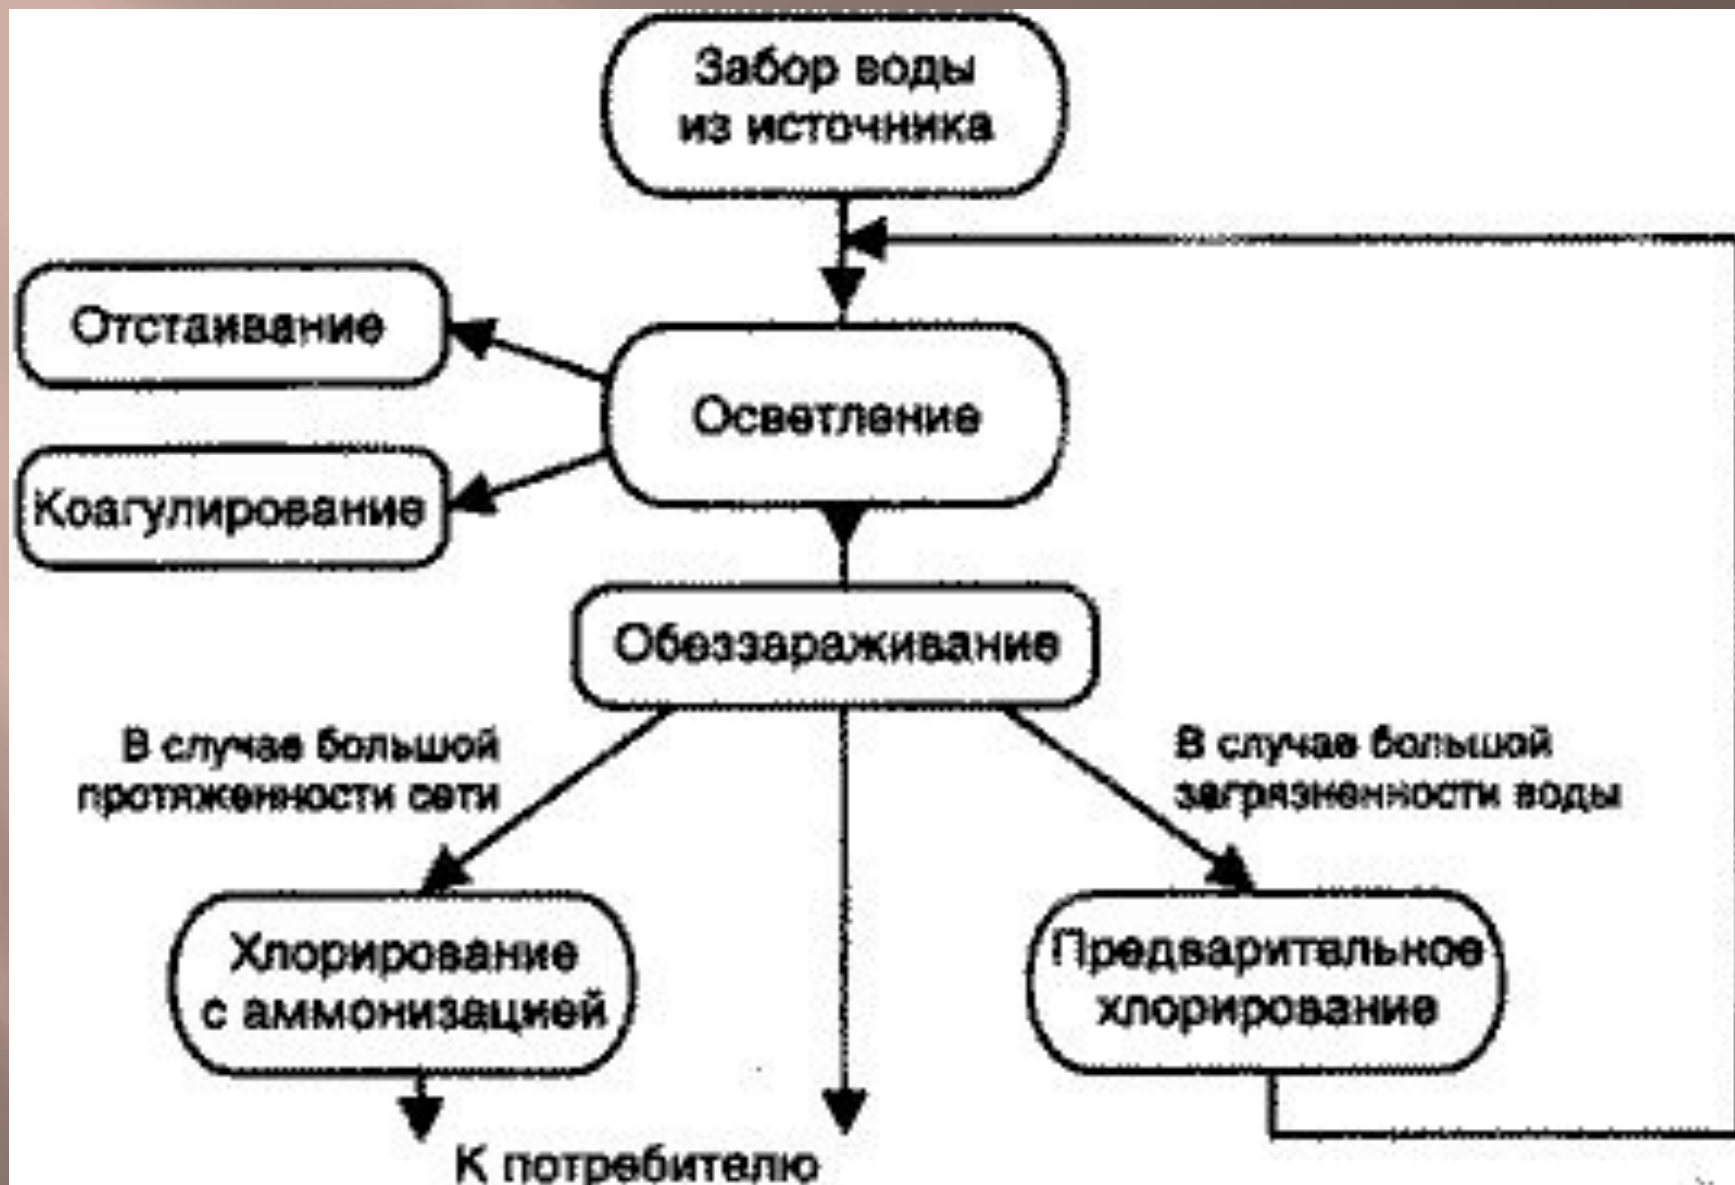 Забор воды
из источника
Отстаивание
Осветление
Коагулирование
Обеззараживание
В случае большой
протяженности сети
В случае большой
загрязненности воды
Хлорирование
с аммонизацией
Предварительное
хлорирование
К потребителю